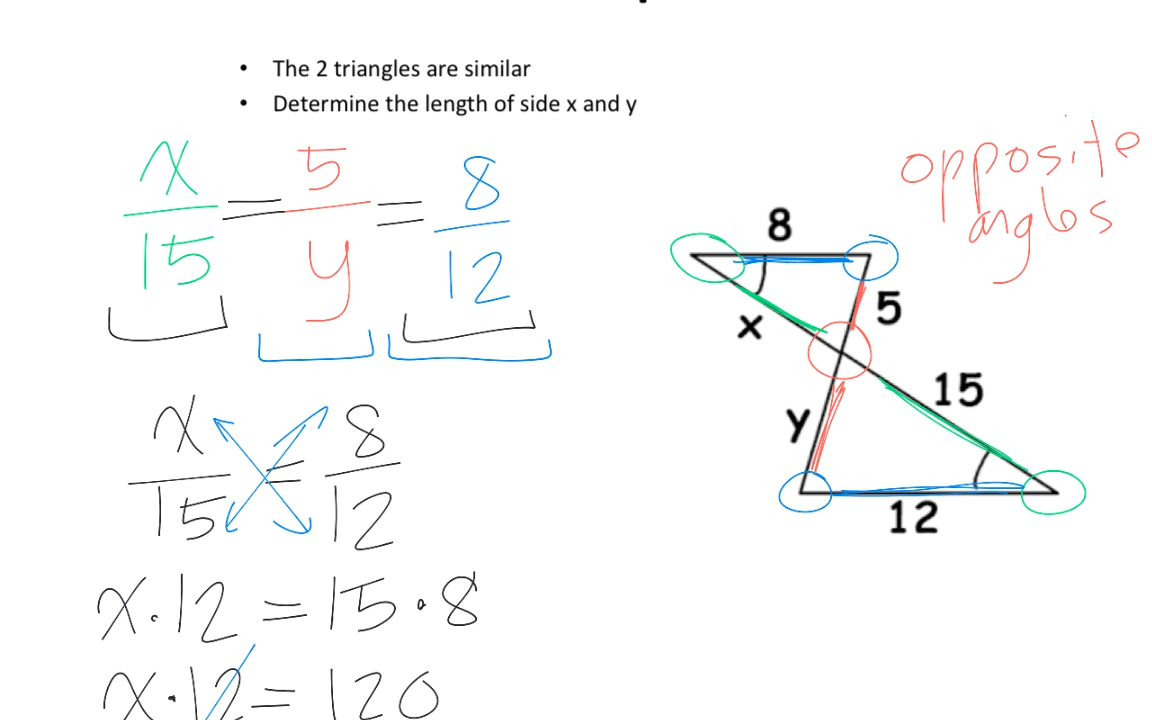 • The 2 triangles are similar
• Determine the length of side x and y
x/15 = 5/y = 8/12
opposite
angles
8
5
x
15
y
12
x/15 = 8/12
x·12 = 15·8
x·12 = 120